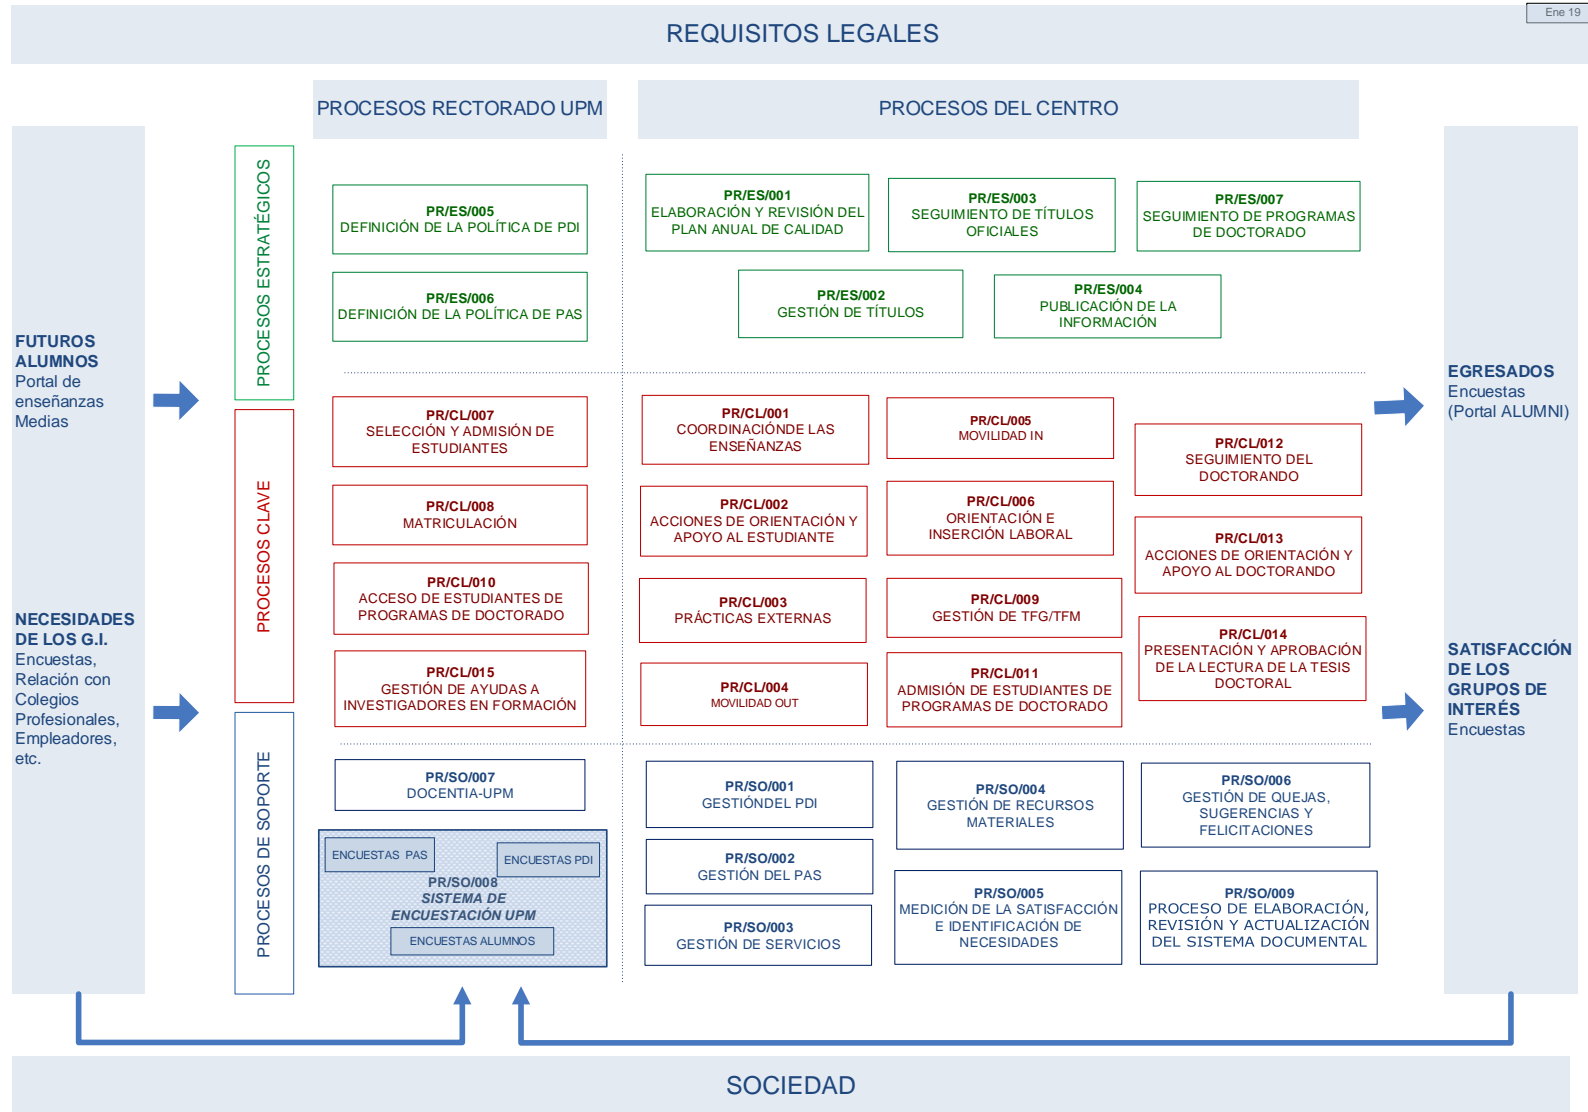 Ene 19
REQUISITOS LEGALES
PROCESOS RECTORADO UPM
PROCESOS DEL CENTRO
FUTUROS
ALUMNOS
Portal de
enseñanzas
Medias
NECESIDADES
DE LOS G.I.
Encuestas,
Relación con
Colegios
Profesionales,
Empleadores,
etc.
PROCESOS ESTRATÉGICOS
PR/ES/005
DEFINICIÓN DE LA POLÍTICA DE PDI
PR/ES/006
DEFINICIÓN DE LA POLÍTICA DE PAS
PR/ES/001
ELABORACIÓN Y REVISIÓN DEL
PLAN ANUAL DE CALIDAD
PR/ES/003
SEGUIMIENTO DE TÍTULOS
OFICIALES
PR/ES/007
SEGUIMIENTO DE PROGRAMAS
DE DOCTORADO
PR/ES/002
GESTIÓN DE TÍTULOS
PR/ES/004
PUBLICACIÓN DE LA
INFORMACIÓN
PROCESOS CLAVE
PR/CL/007
SELECCIÓN Y ADMISIÓN DE
ESTUDIANTES
PR/CL/008
MATRICULACIÓN
PR/CL/010
ACCESO DE ESTUDIANTES DE
PROGRAMAS DE DOCTORADO
PR/CL/015
GESTIÓN DE AYUDAS A
INVESTIGADORES EN FORMACIÓN
PR/CL/001
COORDINACIÓNDE LAS
ENSEÑANZAS
PR/CL/002
ACCIONES DE ORIENTACIÓN Y
APOYO AL ESTUDIANTE
PR/CL/003
PRÁCTICAS EXTERNAS
PR/CL/004
MOVILIDAD OUT
PR/CL/005
MOVILIDAD IN
PR/CL/006
ORIENTACIÓN E
INSERCIÓN LABORAL
PR/CL/009
GESTIÓN DE TFG/TFM
PR/CL/011
ADMISIÓN DE ESTUDIANTES DE
PROGRAMAS DE DOCTORADO
PR/CL/012
SEGUIMIENTO DEL
DOCTORANDO
PR/CL/013
ACCIONES DE ORIENTACIÓN Y
APOYO AL DOCTORANDO
PR/CL/014
PRESENTACIÓN Y APROBACIÓN
DE LA LECTURA DE LA TESIS
DOCTORAL
PROCESOS DE SOPORTE
PR/SO/007
DOCENTIA-UPM
ENCUESTAS PAS
ENCUESTAS PDI
PR/SO/008
SISTEMA DE
ENCUESTACIÓN UPM
ENCUESTAS ALUMNOS
PR/SO/001
GESTIÓNDEL PDI
PR/SO/002
GESTIÓN DEL PAS
PR/SO/003
GESTIÓN DE SERVICIOS
PR/SO/004
GESTIÓN DE RECURSOS
MATERIALES
PR/SO/005
MEDICIÓN DE LA SATISFACCIÓN
E IDENTIFICACIÓN DE
NECESIDADES
PR/SO/006
GESTIÓN DE QUEJAS,
SUGERENCIAS Y
FELICITACIONES
PR/SO/009
PROCESO DE ELABORACIÓN,
REVISIÓN Y ACTUALIZACIÓN
DEL SISTEMA DOCUMENTAL
EGRESADOS
Encuestas
(Portal ALUMNI)
SATISFACCIÓN
DE LOS
GRUPOS DE
INTERÉS
Encuestas
SOCIEDAD